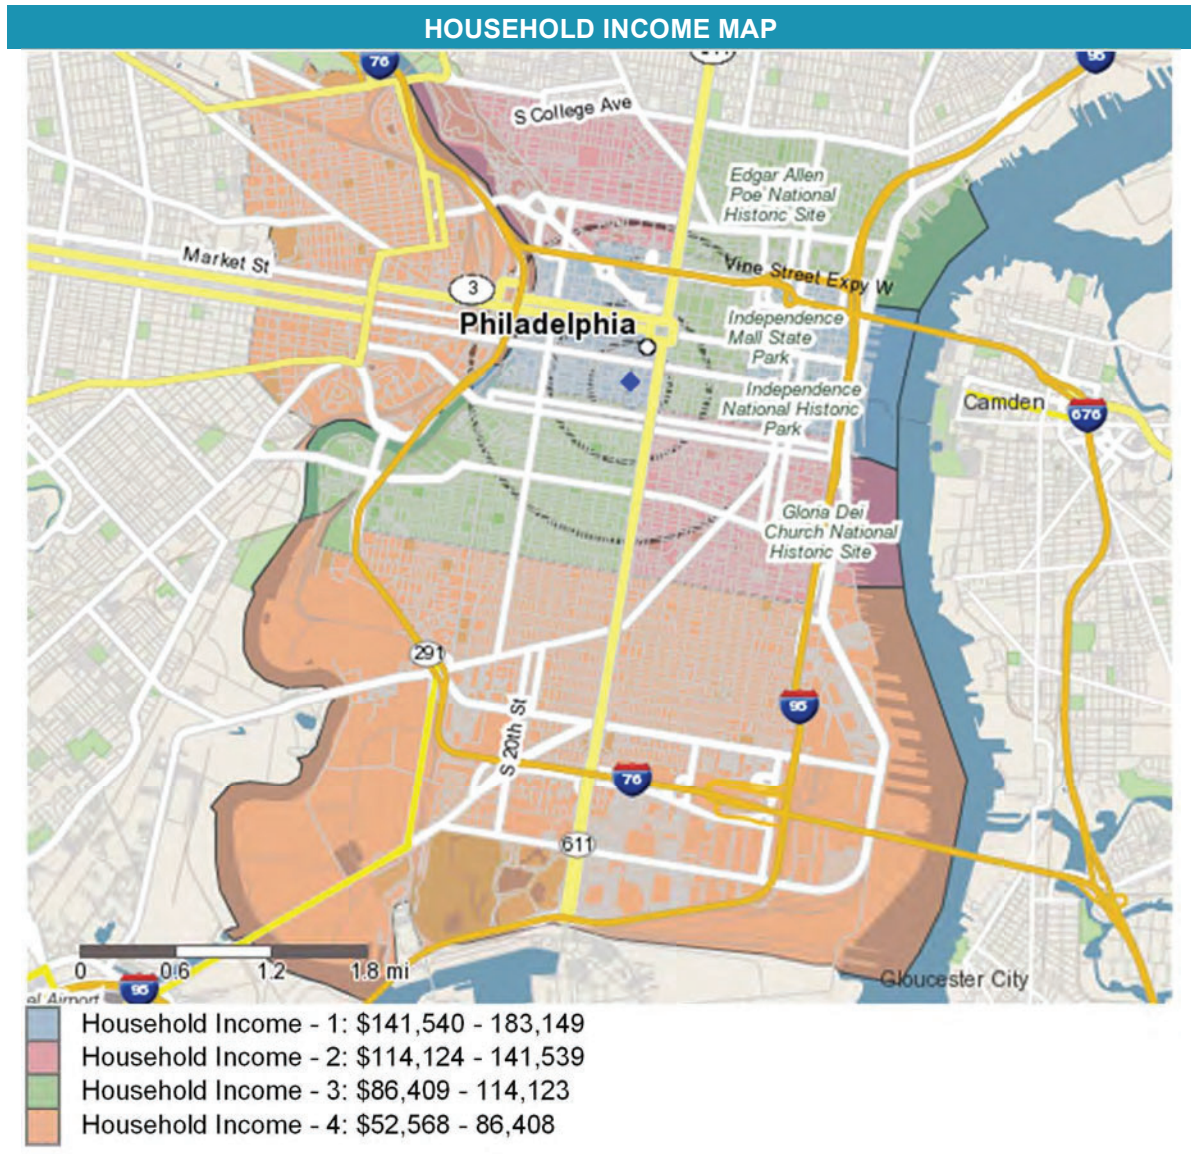 HOUSEHOLD INCOME MAP
76
95
S College Ave
Edgar Allen
Poe National
Historic Site
Market St
Vine Street Expy W
3
Philadelphia
Independence
Mall State
Park
Independence
National Historic
Park
Camden
676
Gloria Dei
Church National
Historic Site
291
S 20th St
95
76
611
0 0.6 1.2 1.8 mi
Gloucester City
95
al Airport
Household Income - 1: $141,540 - 183,149
Household Income - 2: $114,124 - 141,539
Household Income - 3: $86,409 - 114,123
Household Income - 4: $52,568 - 86,408